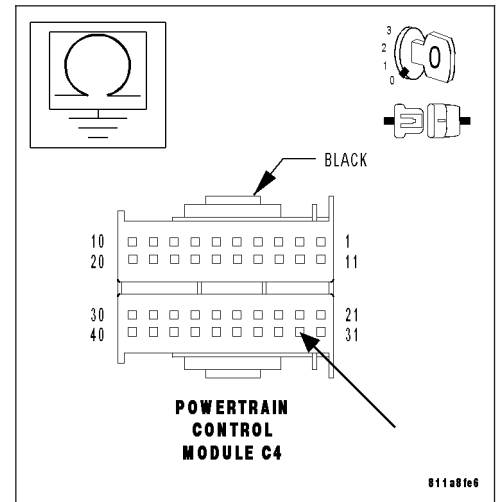 3
2
1
0
BLACK
10 1
20 11
30 21
40 31
POWERTRAIN
CONTROL
MODULE C4
811a8fe6